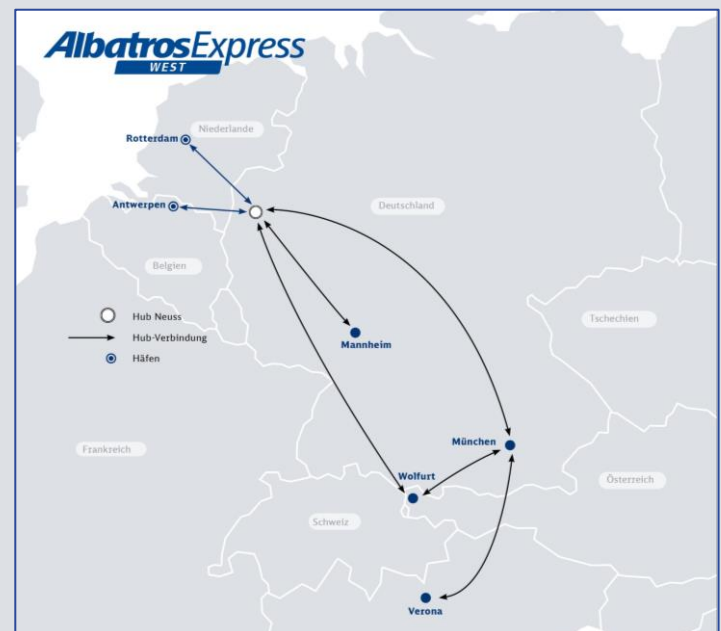 AlbatrosExpress
WEST
Niederlande
Rotterdam
Antwerpen
Deutschland
Belgien
Hub Neuss
Hub-Verbindung
Häfen
Tschechien
Mannheim
Frankreich
München
Wolfurt
Österreich
Schweiz
Verona